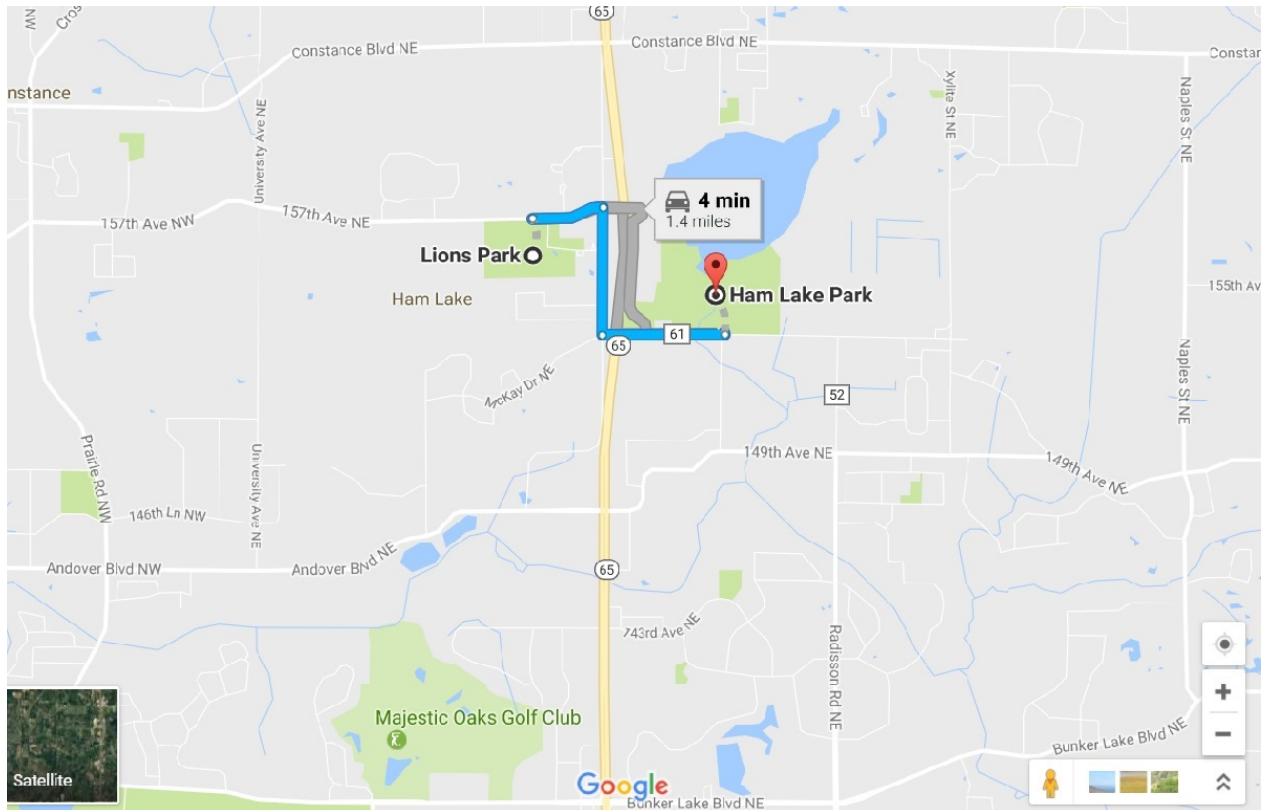 NW
Cros
65
Constance Blvd NE
Constance Blvd NE
Constar
nstance
University Ave NE
Xylite St NE
Naples St NE
4 min
1.4 miles
157th Ave NW
157th Ave NE
Lions Park
Ham Lake
Ham Lake Park
155th Av
65
61
McKay Dr NE
52
Naples St NE
149th Ave NE
149th Ave NE
Prairie Rd NW
University Ave NE
146th Ln NW
Andover Blvd NW
Andover Blvd NE
65
143rd Ave NE
Radisson Rd NE
Majestic Oaks Golf Club
Bunker Lake Blvd NE
Satellite
Google
Bunker Lake Blvd NE